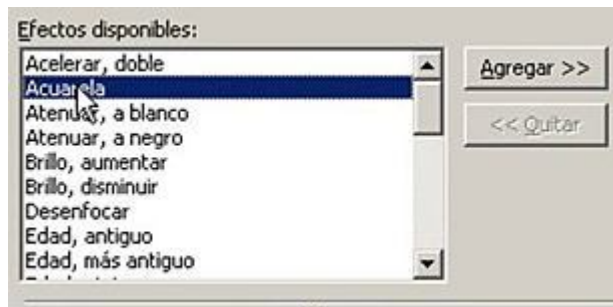 Efectos disponibles:
Acelerar, doble
Acuarela
Atenuar, a blanco
Atenuar, a negro
Brillo, aumentar
Brillo, disminuir
Desenfocar
Edad, antiguo
Edad, más antiguo
Agregar >>
<< Quitar